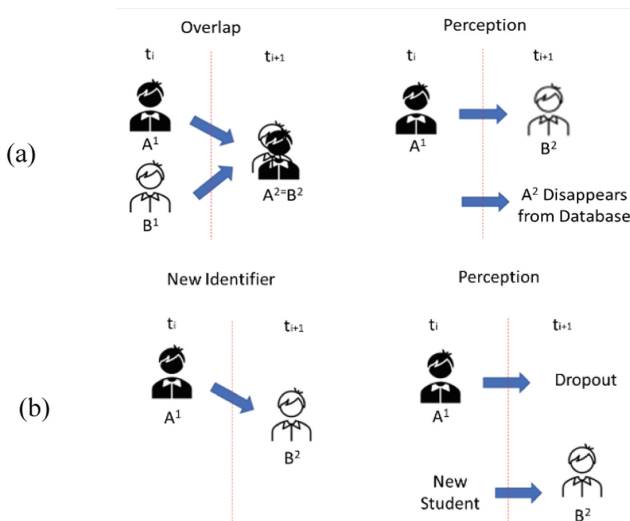 Overlap
Perception
tᵢ
tᵢ₊₁
tᵢ
tᵢ₊₁
(a)
A¹
B¹
A²⁼B²
A¹
B²
A² Disappears
from Database
New Identifier
Perception
tᵢ
tᵢ₊₁
tᵢ
tᵢ₊₁
(b)
A¹
B²
A¹
Dropout
New
Student
B²